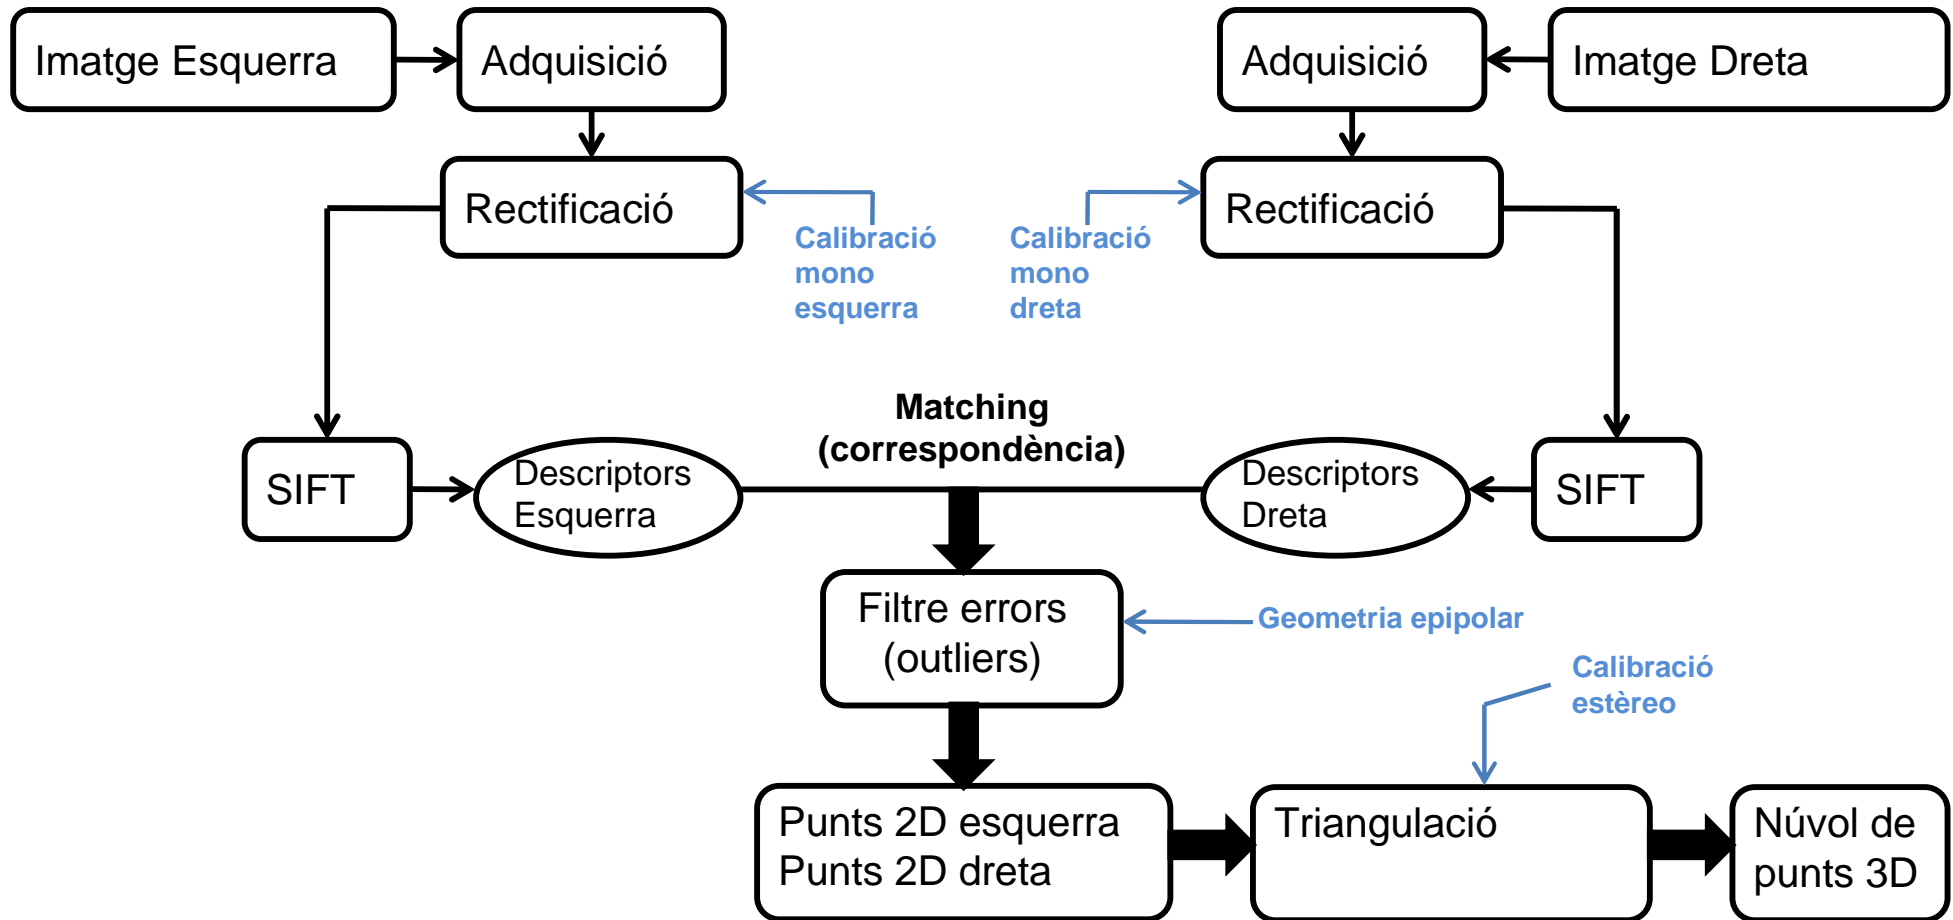 Imatge Esquerra
Adquisició
Adquisició
Imatge Dreta
Rectificació
Rectificació
Calibració
mono
esquerra
Calibració
mono
dreta
Matching
(correspondència)
SIFT
Descriptors
Esquerra
Descriptors
Dreta
SIFT
Filtre errors
(outliers)
Geometria epipolar
Calibració
estèreo
Punts 2D esquerra
Punts 2D dreta
Triangulació
Núvol de
punts 3D